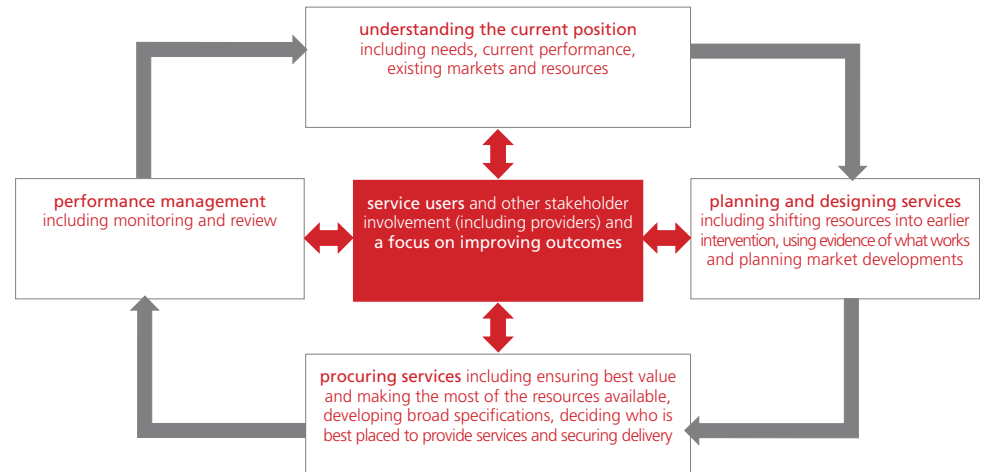 understanding the current position
including needs, current performance,
existing markets and resources
performance management
including monitoring and review
service users and other stakeholder
involvement (including providers) and
a focus on improving outcomes
planning and designing services
including shifting resources into earlier
intervention, using evidence of what works
and planning market developments
procuring services including ensuring best value
and making the most of the resources available,
developing broad specifications, deciding who is
best placed to provide services and securing delivery